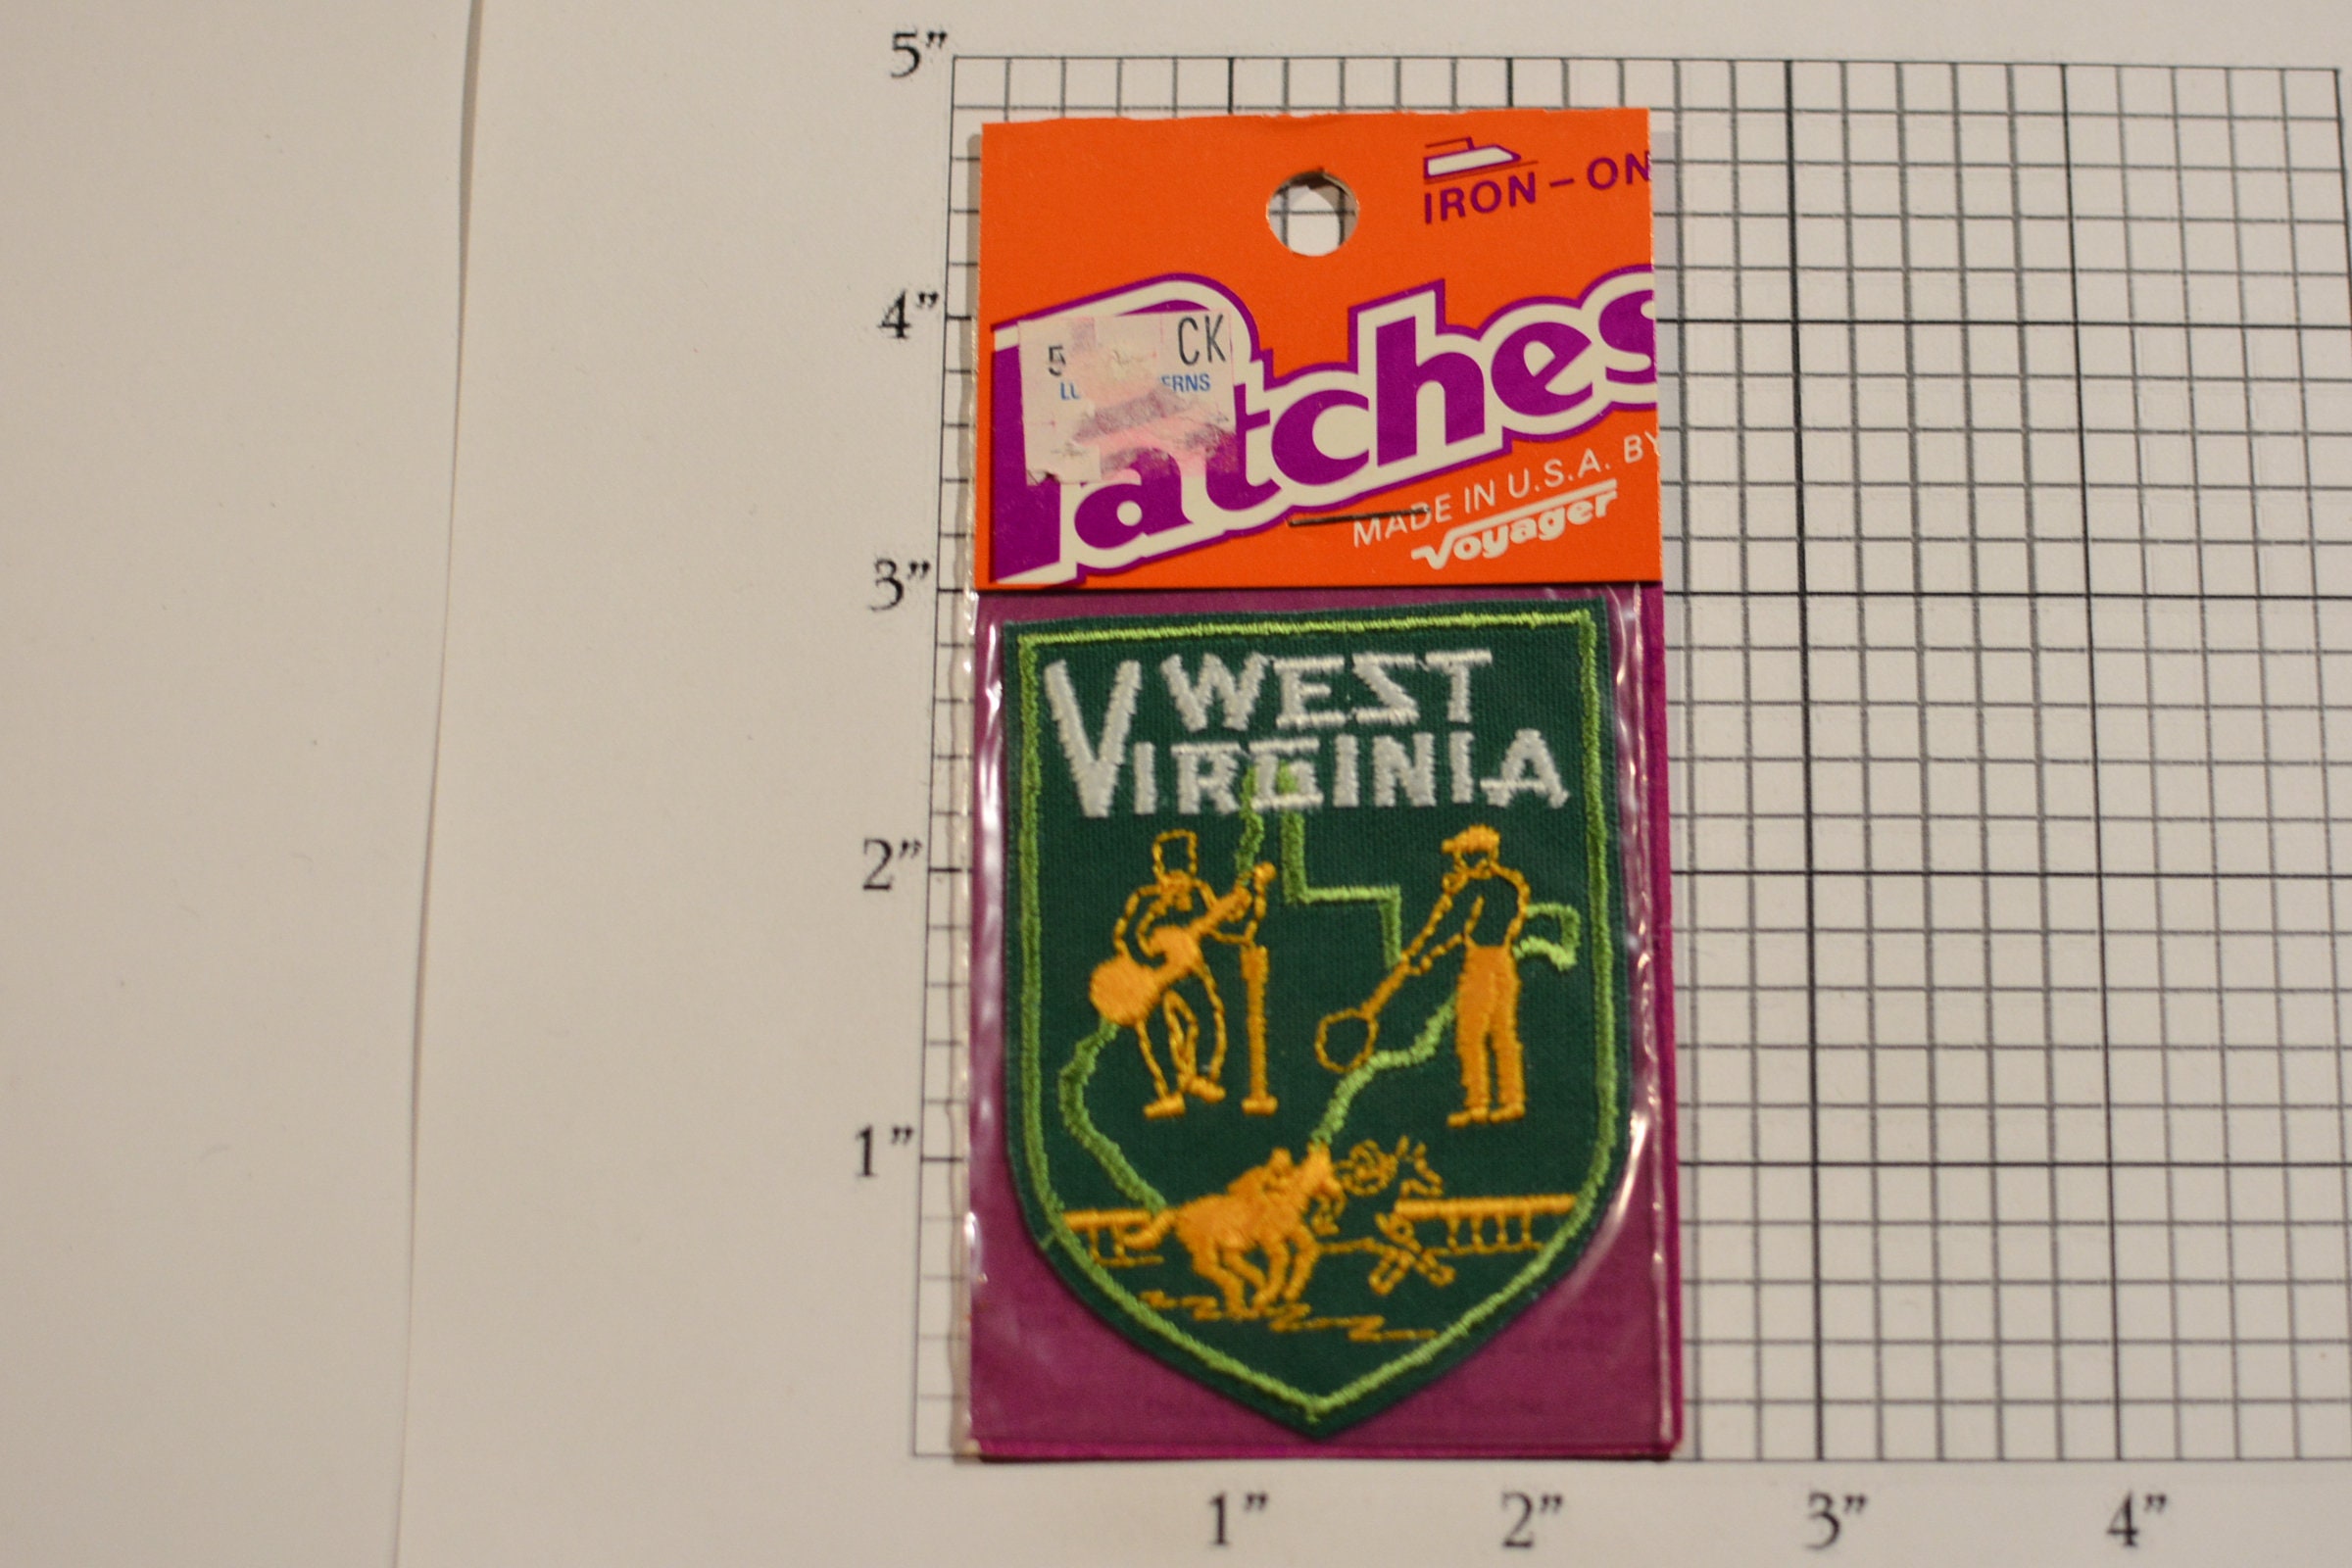 5”
IRON – ON
4”
Patches
5 CK
MADE IN U.S.A. BY
Voyager
3”
WEST
VIRGINIA
2”
1”
1” 2” 3” 4”